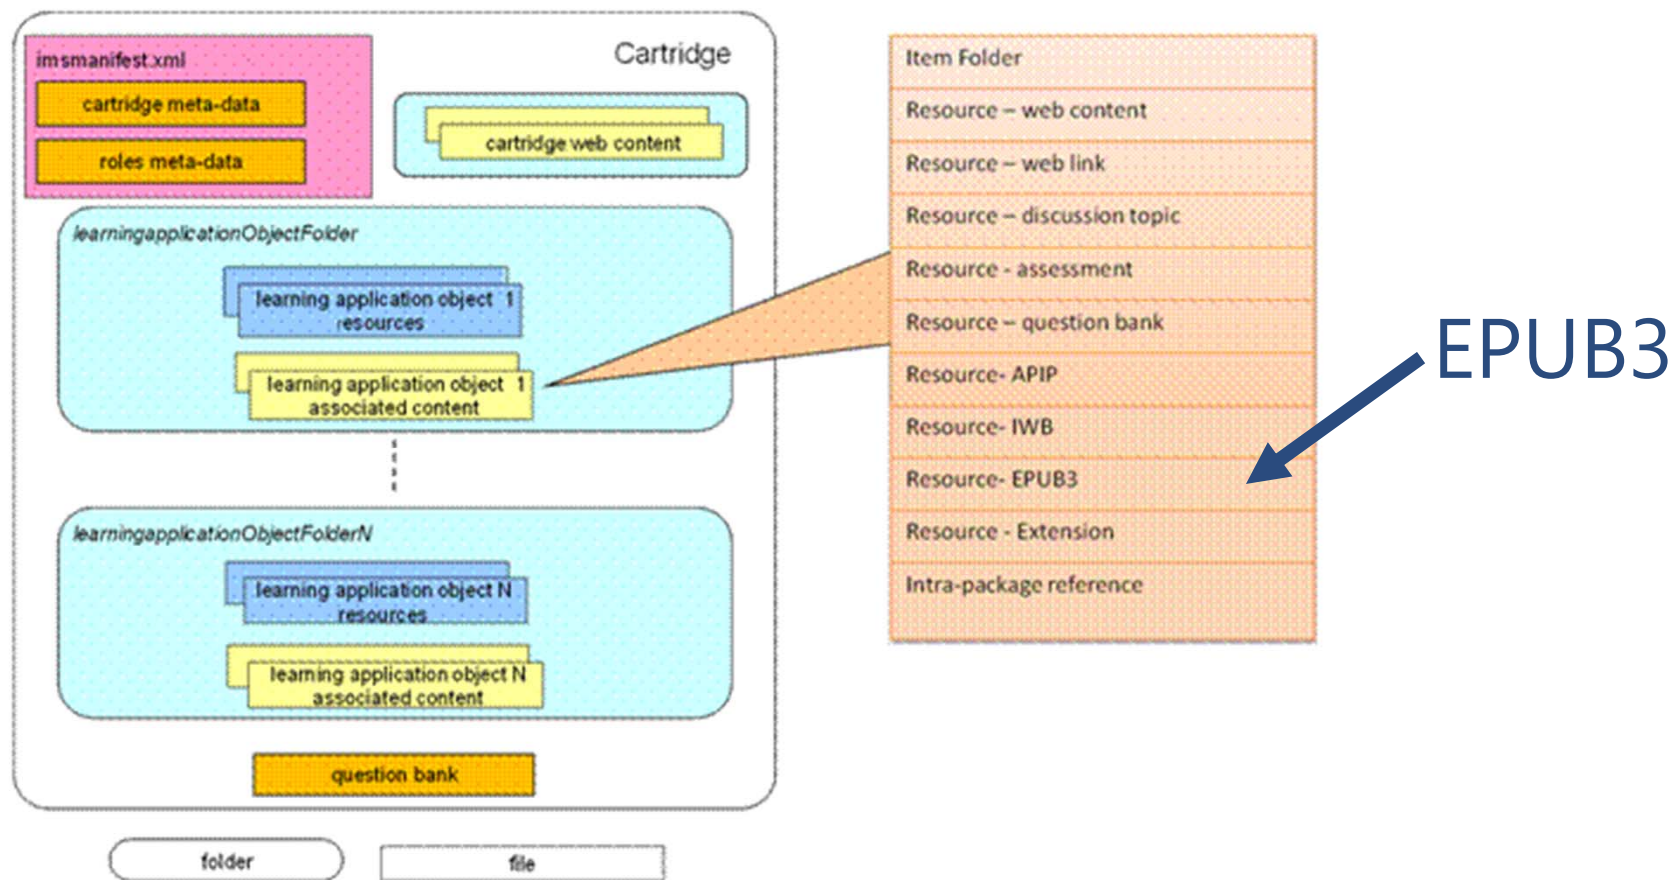 Cartridge
imsmanifest.xml
cartridge meta-data
roles meta-data
cartridge web content
learningapplicationObjectFolder
learning application object 1
resources
learning application object 1
associated content
learningapplicationObjectFolderN
learning application object N
resources
learning application object N
associated content
question bank
folder
file
Item Folder
Resource – web content
Resource – web link
Resource – discussion topic
Resource - assessment
Resource – question bank
Resource- APIP
Resource- IWB
Resource- EPUB3
Resource - Extension
Intra-package reference
EPUB3